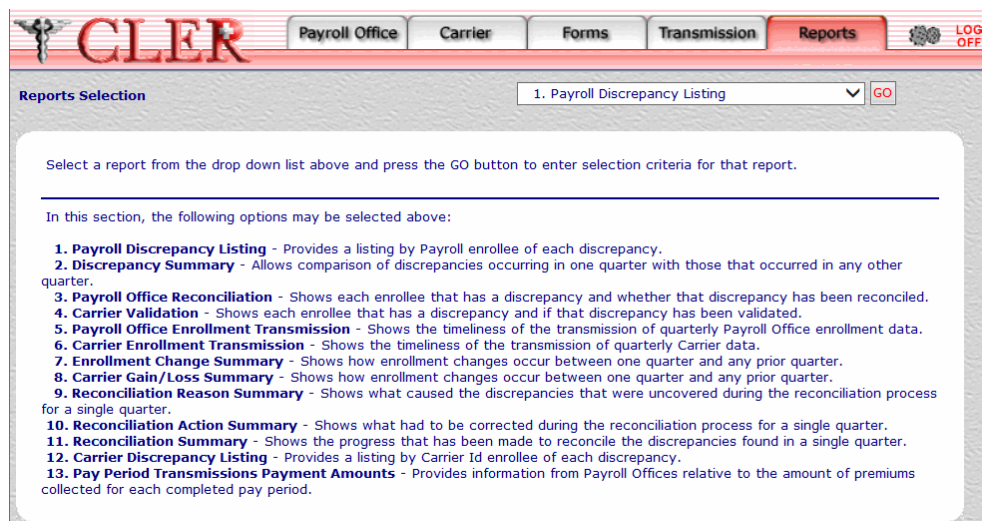 CLER
Payroll Office
Carrier
Forms
Transmission
Reports
LOG
OFF
Reports Selection
1. Payroll Discrepancy Listing
GO
Select a report from the drop down list above and press the GO button to enter selection criteria for that report.
In this section, the following options may be selected above:
1. Payroll Discrepancy Listing - Provides a listing by Payroll enrollee of each discrepancy.
2. Discrepancy Summary - Allows comparison of discrepancies occurring in one quarter with those that occurred in any other
quarter.
3. Payroll Office Reconciliation - Shows each enrollee that has a discrepancy and whether that discrepancy has been reconciled.
4. Carrier Validation - Shows each enrollee that has a discrepancy and if that discrepancy has been validated.
5. Payroll Office Enrollment Transmission - Shows the timeliness of the transmission of quarterly Payroll Office enrollment data.
6. Carrier Enrollment Transmission - Shows the timeliness of the transmission of quarterly Carrier data.
7. Enrollment Change Summary - Shows how enrollment changes occur between one quarter and any prior quarter.
8. Carrier Gain/Loss Summary - Shows how enrollment changes occur between one quarter and any prior quarter.
9. Reconciliation Reason Summary - Shows what caused the discrepancies that were uncovered during the reconciliation process
for a single quarter.
10. Reconciliation Action Summary - Shows what had to be corrected during the reconciliation process for a single quarter.
11. Reconciliation Summary - Shows the progress that has been made to reconcile the discrepancies found in a single quarter.
12. Carrier Discrepancy Listing - Provides a listing by Carrier Id enrollee of each discrepancy.
13. Pay Period Transmissions Payment Amounts - Provides information from Payroll Offices relative to the amount of premiums
collected for each completed pay period.